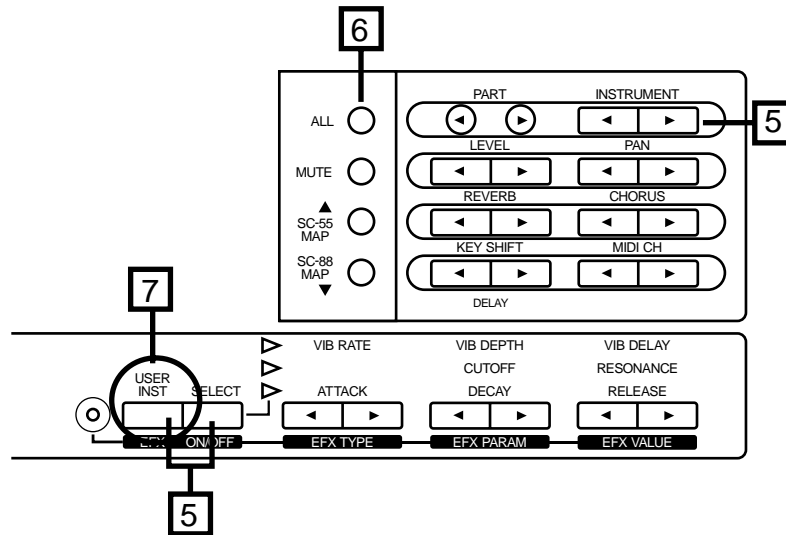 6
PART INSTRUMENT
ALL
5
LEVEL PAN
MUTE
REVERB CHORUS
SC-55
MAP
KEY SHIFT MIDI CH
SC-88
MAP
DELAY
7
VIB RATE VIB DEPTH VIB DELAY
CUTOFF RESONANCE
USER
INST SELECT ATTACK DECAY RELEASE
EFX ON/OFF EFX TYPE EFX PARAM EFX VALUE
5